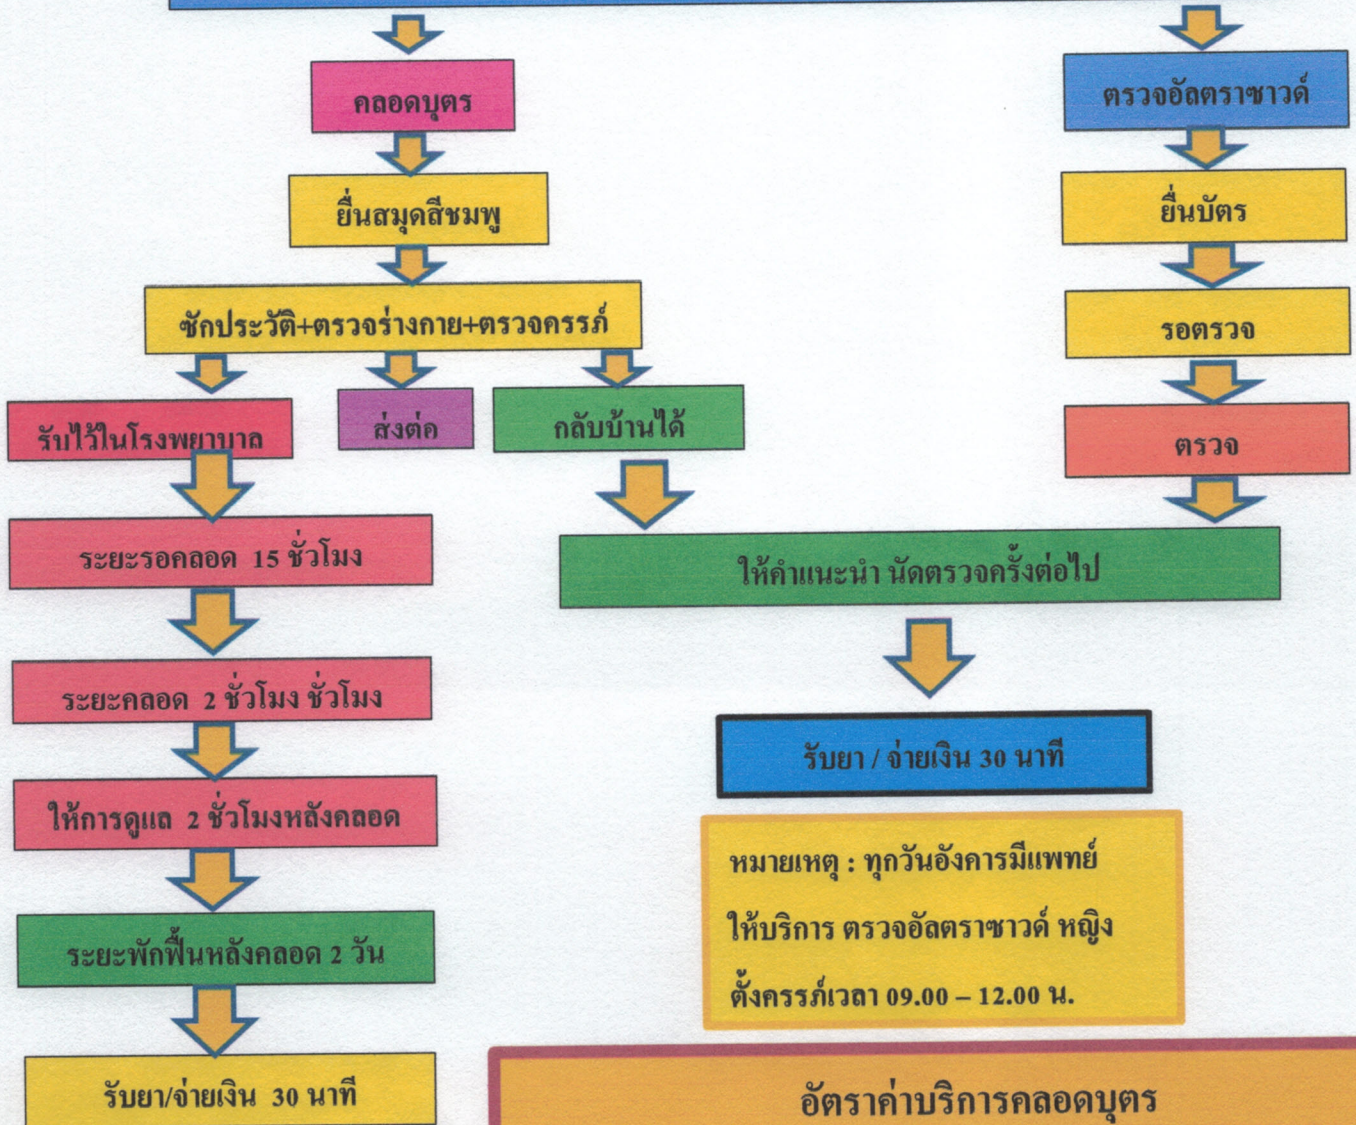 คลอดบุตร
ยื่นสมุดสีชมพู
ซักประวัติ+ตรวจร่างกาย+ตรวจครรภ์
รับไว้ในโรงพยาบาล
ส่งต่อ
กลับบ้านได้
ระยะรอคลอด 15 ชั่วโมง
ระยะคลอด 2 ชั่วโมง ชั่วโมง
ให้การดูแล 2 ชั่วโมงหลังคลอด
ระยะพักฟื้นหลังคลอด 2 วัน
รับยา/จ่ายเงิน 30 นาที
ตรวจอัลตราซาวด์
ยื่นบัตร
รอตรวจ
ตรวจ
ให้คำแนะนำ นัดตรวจครั้งต่อไป
รับยา / จ่ายเงิน 30 นาที
หมายเหตุ : ทุกวันอังคารมีแพทย์
ให้บริการ ตรวจอัลตราซาวด์ หญิง
ตั้งครรภ์เวลา 09.00 – 12.00 น.
อัตราค่าบริการคลอดบุตร